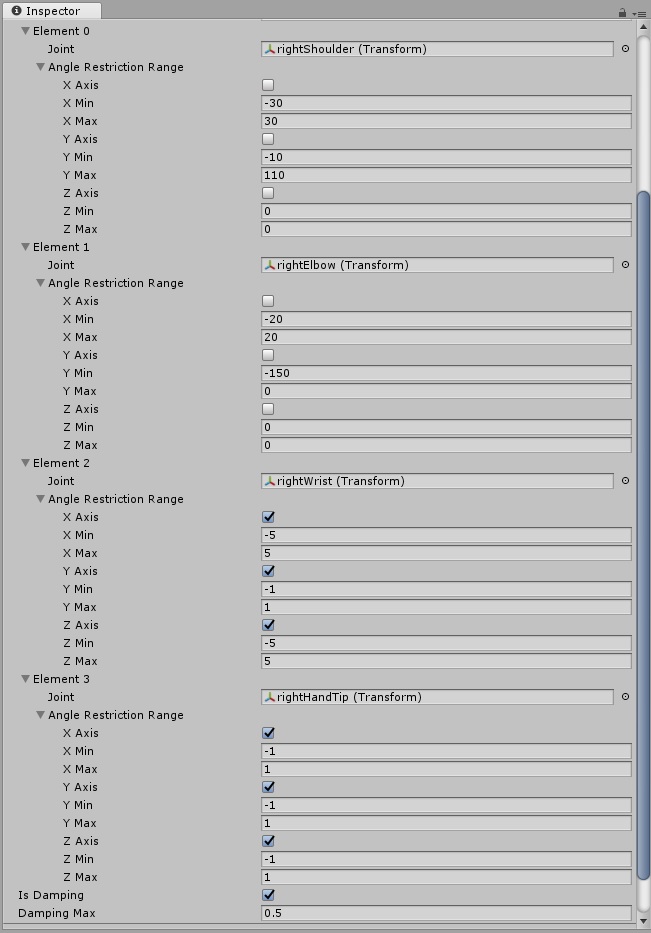 Inspector
Element 0
Joint rightShoulder (Transform)
Angle Restriction Range
X Axis
X Min -30
X Max 30
Y Axis
Y Min -10
Y Max 110
Z Axis
Z Min 0
Z Max 0
Element 1
Joint rightElbow (Transform)
Angle Restriction Range
X Axis
X Min -20
X Max 20
Y Axis
Y Min -150
Y Max 0
Z Axis
Z Min 0
Z Max 0
Element 2
Joint rightWrist (Transform)
Angle Restriction Range
X Axis
X Min -5
X Max 5
Y Axis
Y Min -1
Y Max 1
Z Axis
Z Min -5
Z Max 5
Element 3
Joint rightHandTip (Transform)
Angle Restriction Range
X Axis
X Min -1
X Max 1
Y Axis
Y Min -1
Y Max 1
Z Axis
Z Min -1
Z Max 1
Is Damping
Damping Max 0.5